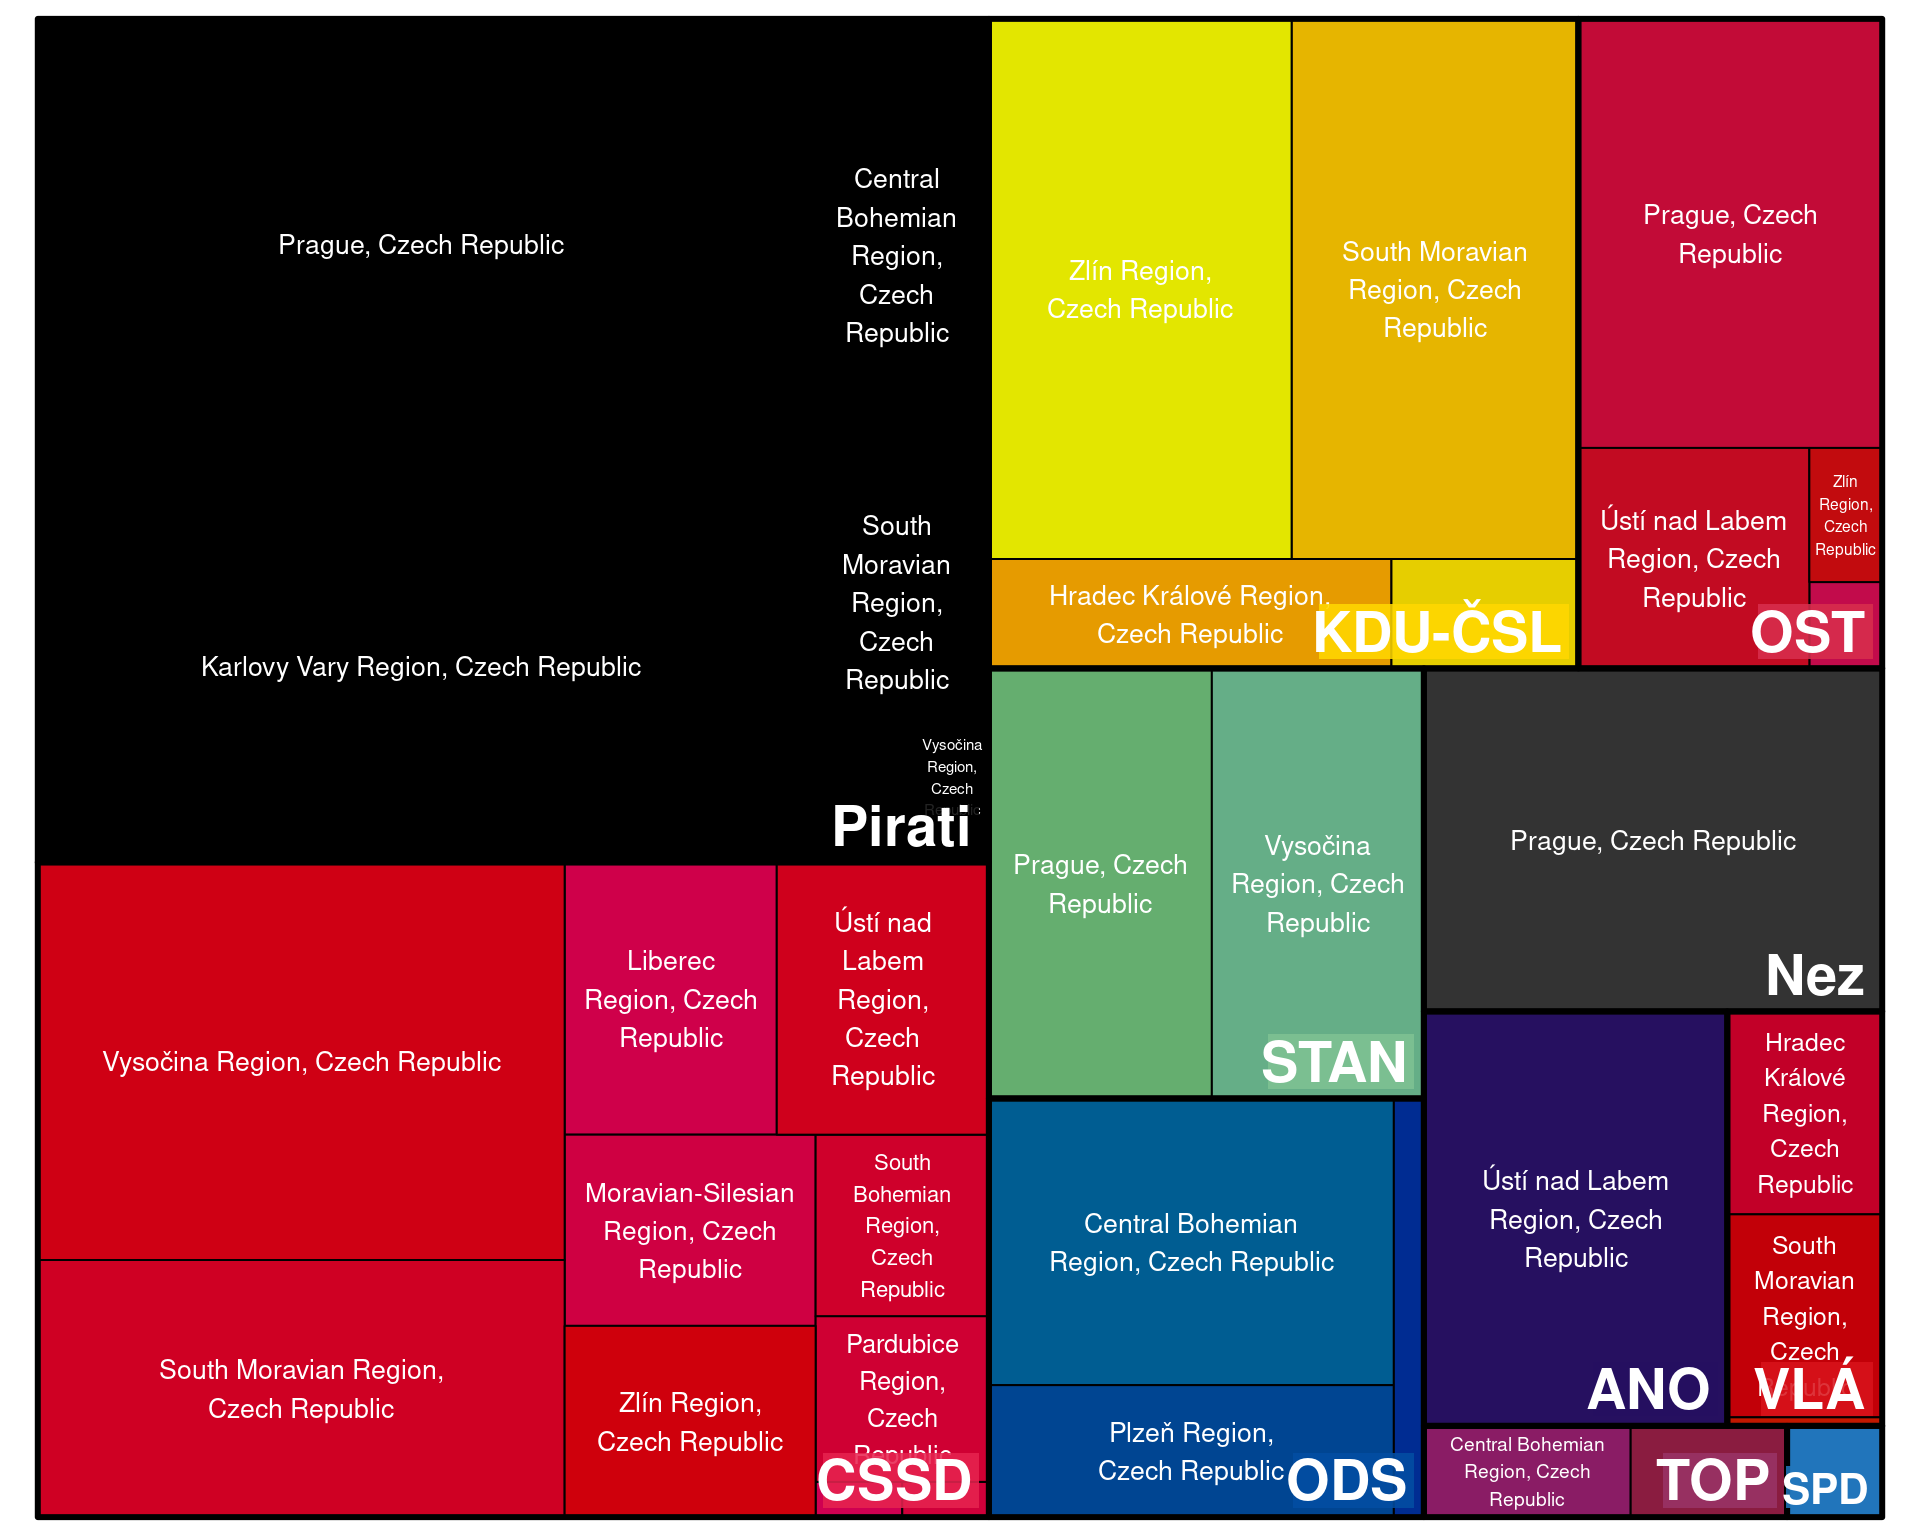 Prague, Czech Republic
Central
Bohemian
Region,
Czech
Republic
Karlovy Vary Region, Czech Republic
South
Moravian
Region,
Czech
Republic
Vysočina
Region,
Czech
Republic
Pirati
Vysočina Region, Czech Republic
South Moravian Region,
Czech Republic
Liberec
Region, Czech
Republic
Ústí nad
Labem
Region,
Czech
Republic
Moravian-Silesian
Region, Czech
Republic
Zlín Region,
Czech Republic
South
Bohemian
Region,
Czech
Republic
Pardubice
Region,
Czech
Republic
CSSD
Zlín Region,
Czech Republic
South Moravian
Region, Czech
Republic
Hradec Králové Region,
Czech Republic
KDU-ČSL
Prague, Czech
Republic
Ústí nad Labem
Region, Czech
Republic
Zlín
Region,
Czech
Republic
OST
Prague, Czech
Republic
Vysočina
Region, Czech
Republic
STAN
Prague, Czech Republic
Nez
Central Bohemian
Region, Czech Republic
Plzeň Region,
Czech Republic
ODS
Ústí nad Labem
Region, Czech
Republic
ANO
Hradec
Králové
Region,
Czech
Republic
South
Moravian
Region,
Czech
VLÁ
Central Bohemian
Region, Czech
Republic
TOP
SPD